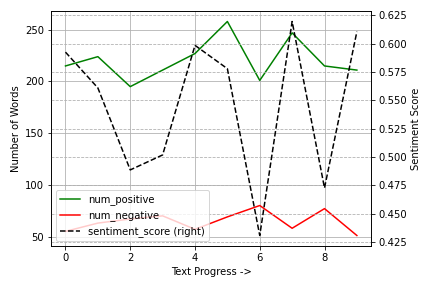 250
200
150
100
50
Number of Words
0.625
0.600
0.575
0.550
0.525
0.500
0.475
0.450
0.425
Sentiment Score
num_positive
num_negative
sentiment_score (right)
0 2 4 6 8
Text Progress ->